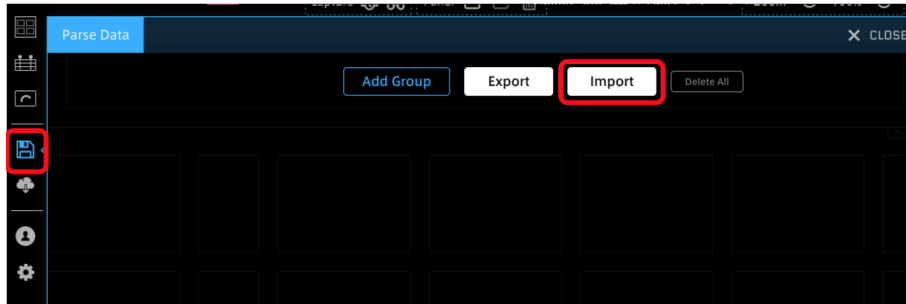 Parse Data
CLOSE
Add Group
Export
Import
Delete All